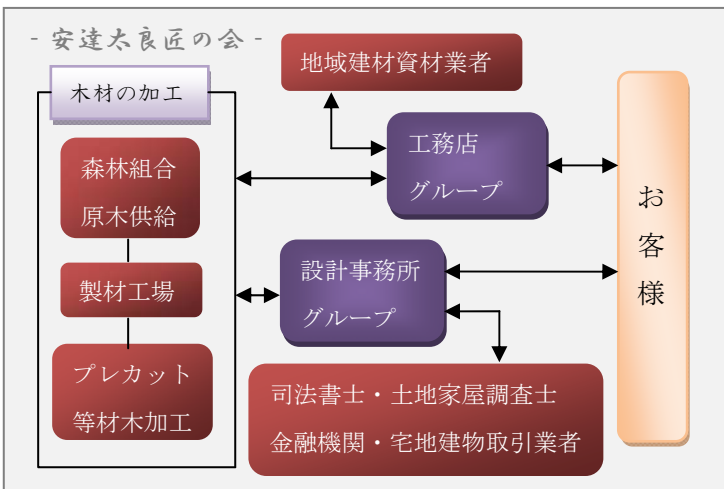 - 安達太良匠の会 -
木材の加工
森林組合
原木供給
製材工場
プレカット
等材木加工
地域建材資材業者
工務店
グループ
設計事務所
グループ
司法書士・土地家屋調査士
金融機関・宅地建物取引業者
お客様